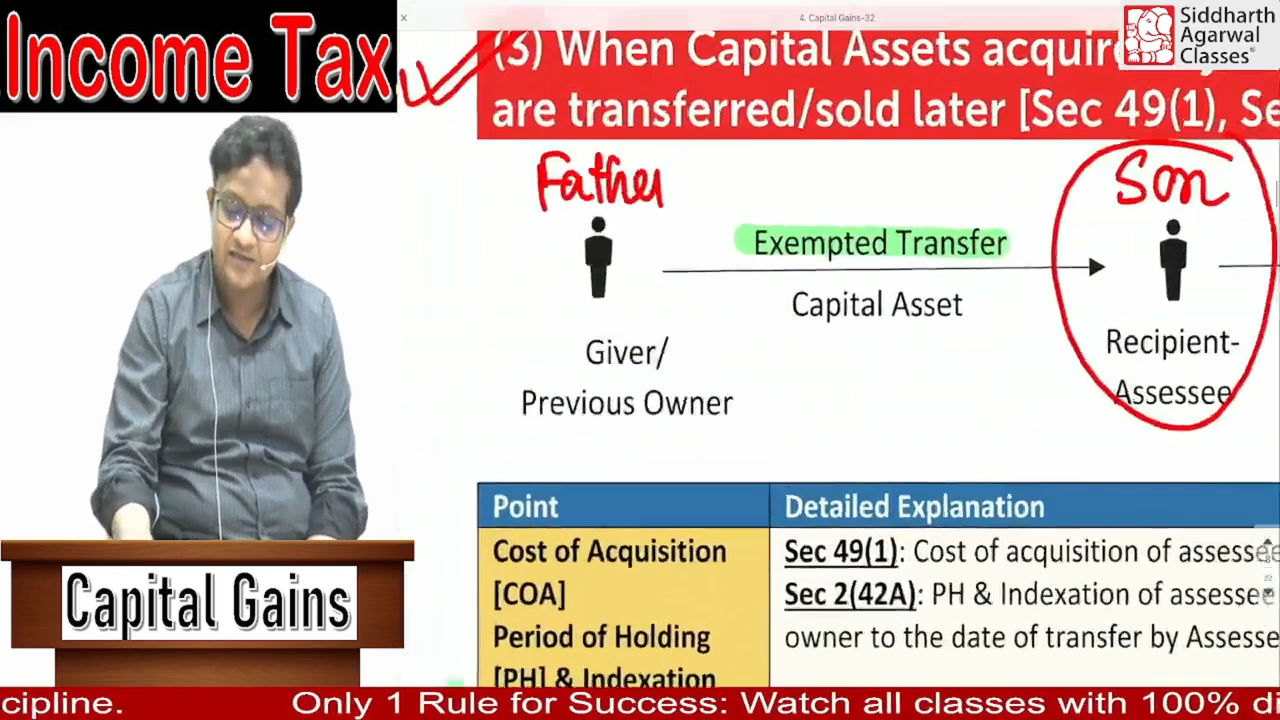 Income Tax
4. Capital Gains-32
Siddharth
Agarwal
Classes
(3) When Capital Assets
are transferred/sold later [Sec 49(1),
Father
Son
Exempted Transfer
Capital Asset
Giver/
Previous Owner
Recipient-
Assessee
Point
Detailed Explanation
Cost of Acquisition
[COA]
Period of Holding
[PH] & Indexation
Sec 49(1): Cost of acquisition of assessee
Sec 2(42A): PH & Indexation of assessee
owner to the date of transfer by Assesse
Capital Gains
cipline.
Only 1 Rule for Success: Watch all classes with 100% di